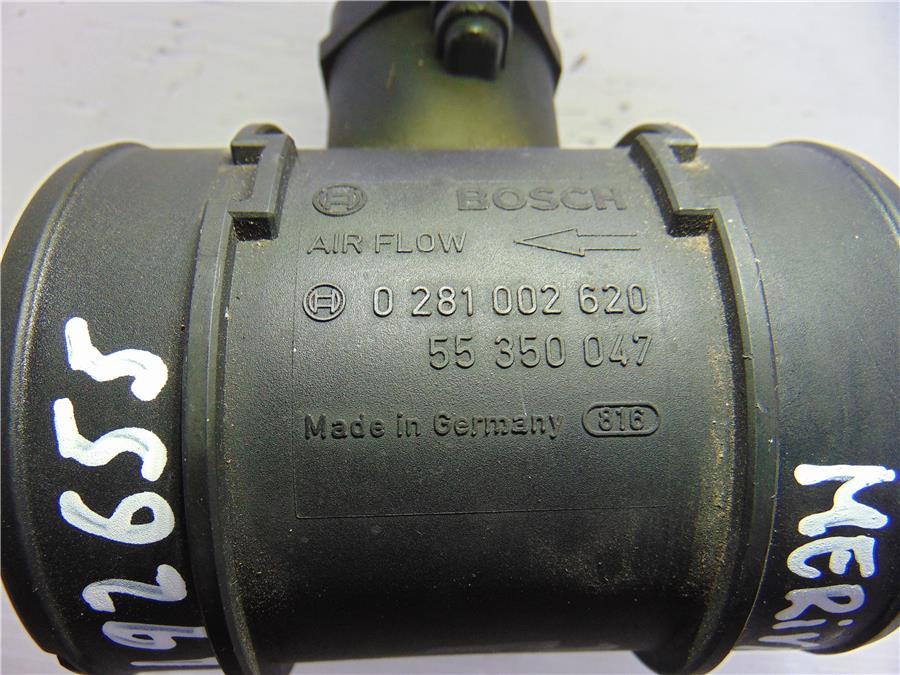 BOSCH
AIR FLOW
0 281 002 620
55 350 047
Made in Germany 816